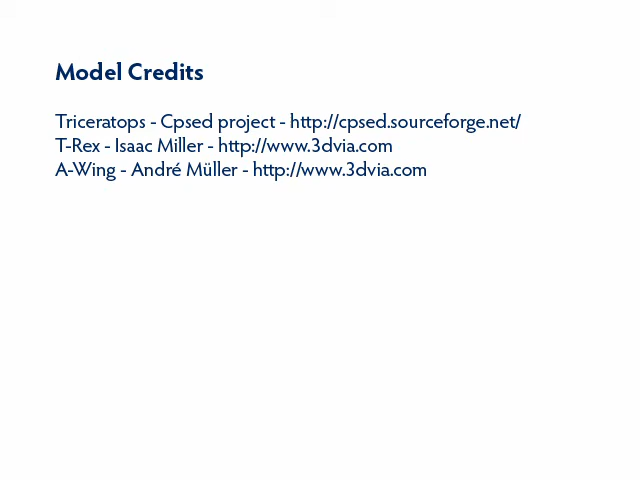 Model Credits
Triceratops - Cpsed project - http://cpsed.sourceforge.net/
T-Rex - Isaac Miller - http://www.3dvia.com
A-Wing - André Müller - http://www.3dvia.com